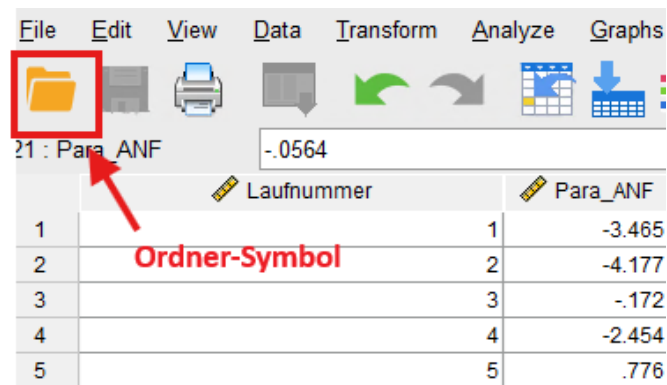 File Edit View Data Transform Analyze Graphs
21 : Para_ANF -.0564
Laufnummer Para_ANF
1 1 -3.465
Ordner-Symbol
2 2 -4.177
3 3 -.172
4 4 -2.454
5 5 .776